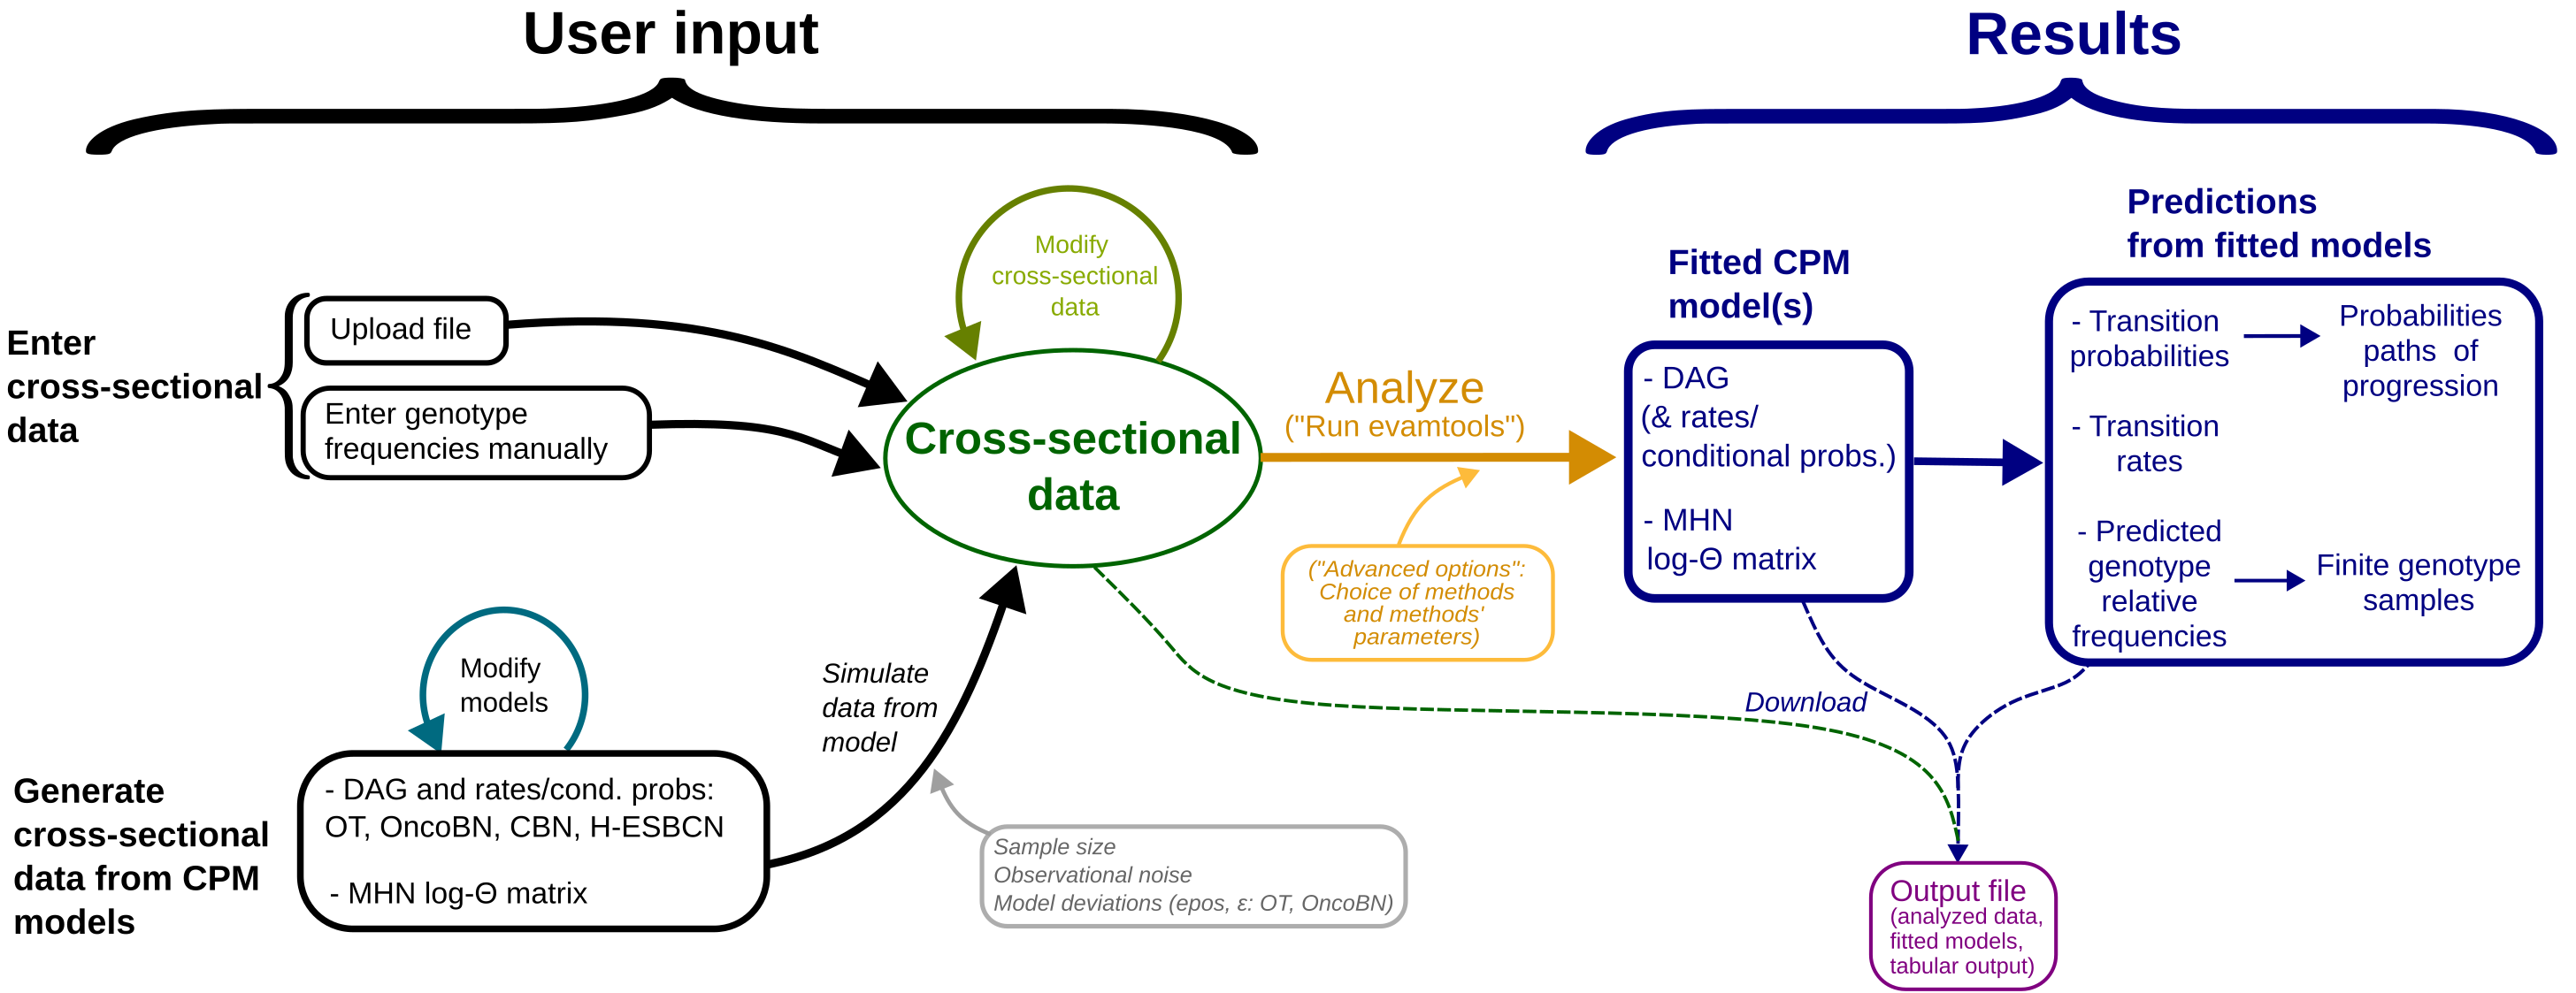 User input
Results
Enter
cross-sectional
data
Upload file
Enter genotype
frequencies manually
Modify
cross-sectional
data
Cross-sectional
data
Analyze
("Run evamtools")
("Advanced options":
Choice of methods
and methods'
parameters)
Fitted CPM
model(s)
- DAG
(& rates/
conditional probs.)
- MHN
log-Θ matrix
Predictions
from fitted models
- Transition
probabilities
Probabilities
paths of
progression
- Transition
rates
- Predicted
genotype
relative
frequencies
Finite genotype
samples
Generate
cross-sectional
data from CPM
models
Modify
models
- DAG and rates/cond. probs:
OT, OncoBN, CBN, H-ESBCN
- MHN log-Θ matrix
Simulate
data from
model
Sample size
Observational noise
Model deviations (epos, ε: OT, OncoBN)
Download
Output file
(analyzed data,
fitted models,
tabular output)